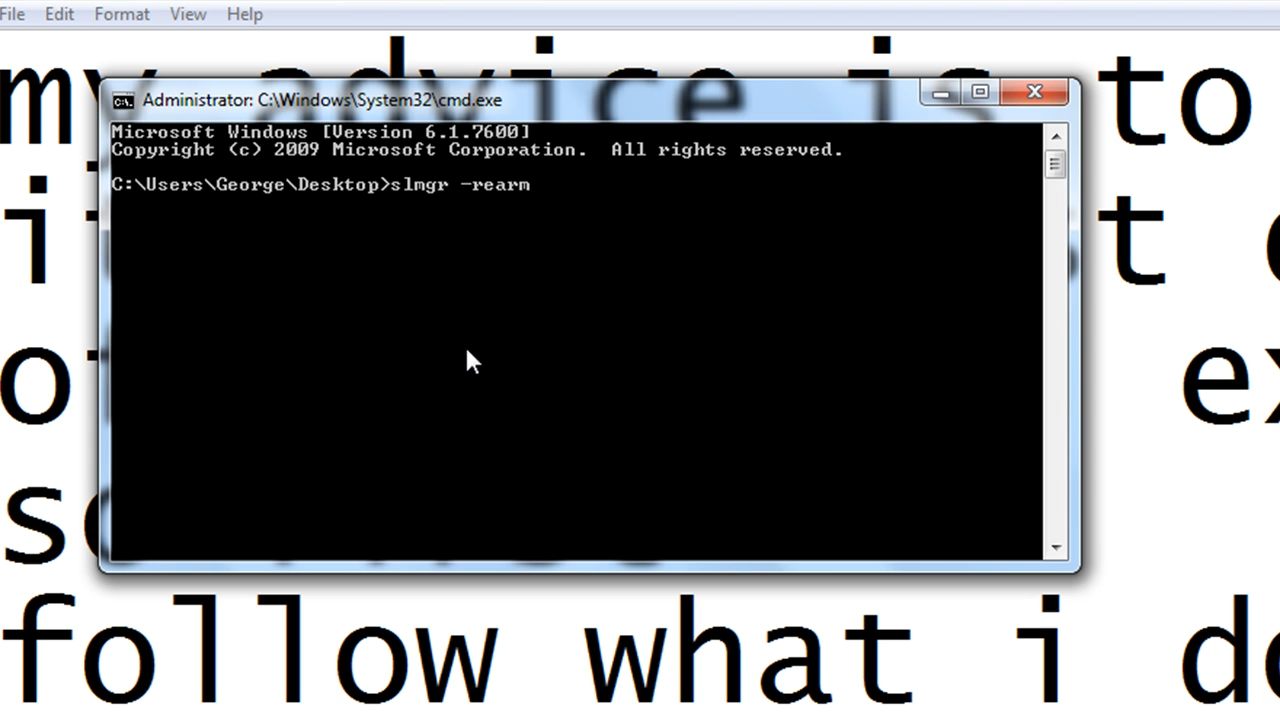 File Edit Format View Help
my advice is to
Administrator: C:\Windows\System32\cmd.exe
Microsoft Windows [Version 6.1.7600]
Copyright (c) 2009 Microsoft Corporation.  All rights reserved.
C:\Users\George\Desktop>slmgr -rearm
follow what i